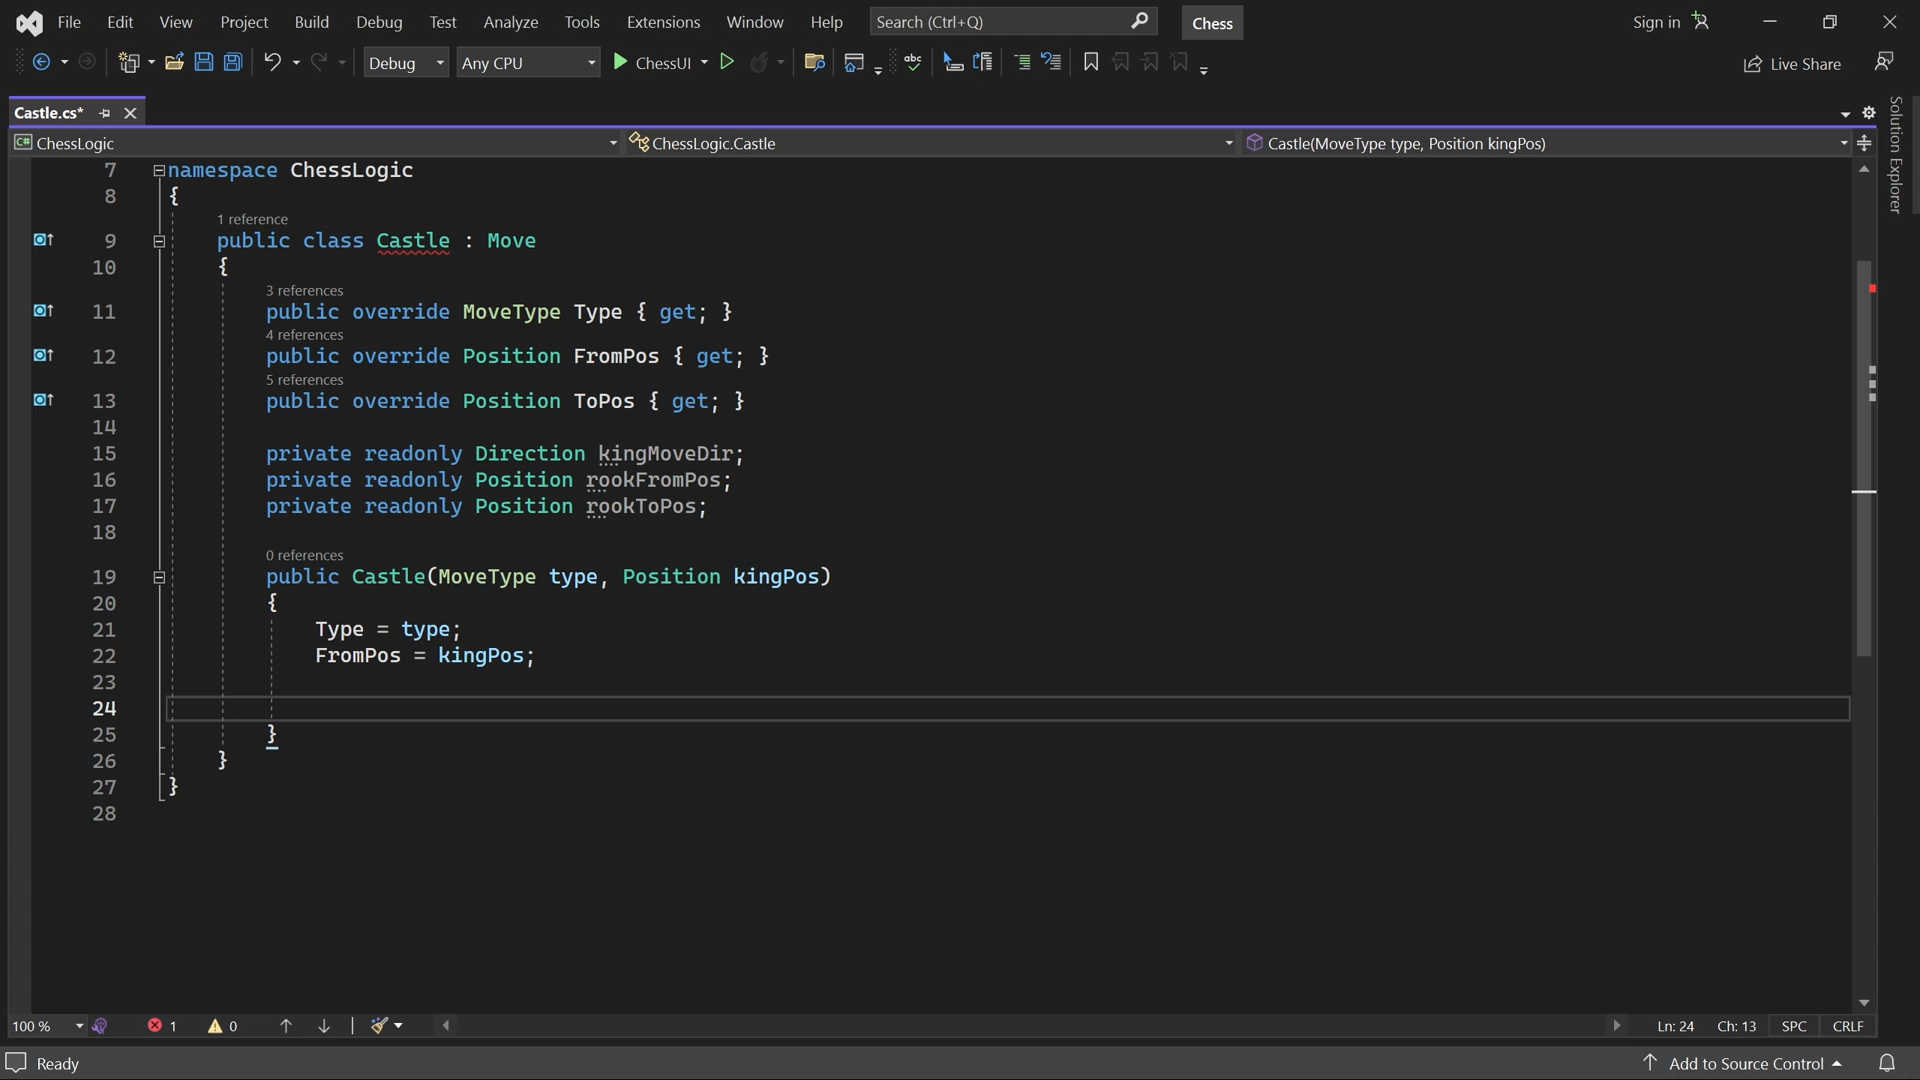 File Edit View Project Build Debug Test Analyze Tools Extensions Window Help Search (Ctrl+Q) Chess Sign in
Debug Any CPU ChessUI abc Live Share
Castle.cs*
C# ChessLogic ChessLogic.Castle Castle(MoveType type, Position kingPos)
Solution Explorer
7 namespace ChessLogic
8 {
1 reference
9 public class Castle : Move
10 {
3 references
11 public override MoveType Type { get; }
4 references
12 public override Position FromPos { get; }
5 references
13 public override Position ToPos { get; }
14
15 private readonly Direction kingMoveDir;
16 private readonly Position rookFromPos;
17 private readonly Position rookToPos;
18
0 references
19 public Castle(MoveType type, Position kingPos)
20 {
21 Type = type;
22 FromPos = kingPos;
23
24
25 }
26 }
27 }
28
100 % 1 0 Ln: 24 Ch: 13 SPC CRLF
Ready Add to Source Control